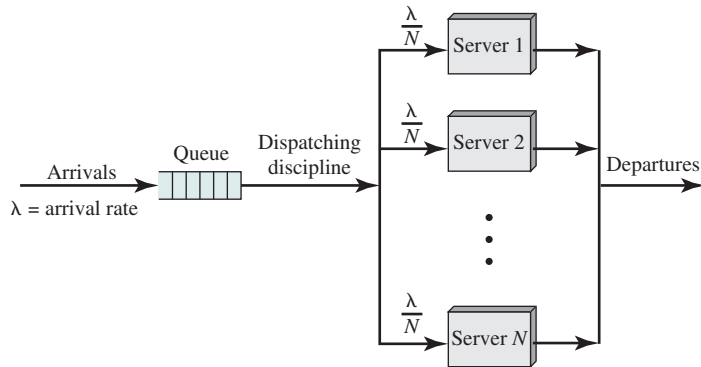 λ
N
Server 1
λ
N
Server 2
Queue
Dispatching
discipline
Arrivals
λ = arrival rate
Departures
λ
N
Server N